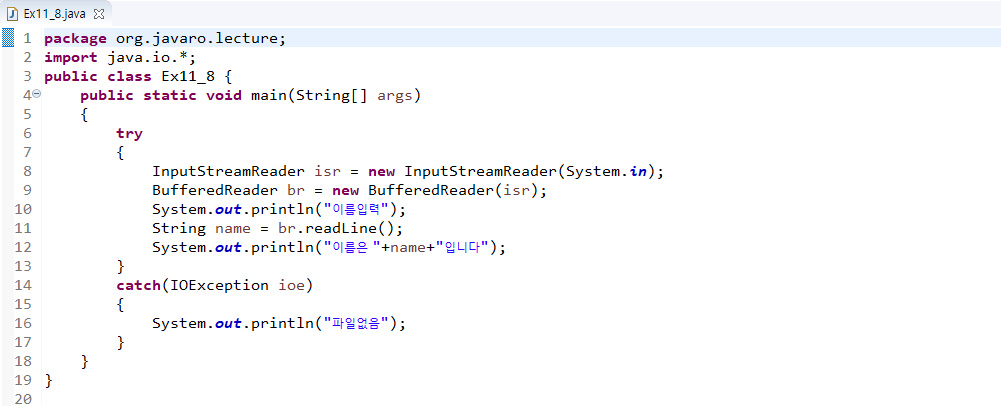 Ex11_8.java
1 package org.javaro.lecture;
2 import java.io.*;
3 public class Ex11_8 {
4     public static void main(String[] args)
5     {
6         try
7         {
8             InputStreamReader isr = new InputStreamReader(System.in);
9             BufferedReader br = new BufferedReader(isr);
10             System.out.println("이름입력");
11             String name = br.readLine();
12             System.out.println("이름은 "+name+"입니다");
13         }
14         catch(IOException ioe)
15         {
16             System.out.println("파일없음");
17         }
18     }
19 }
20